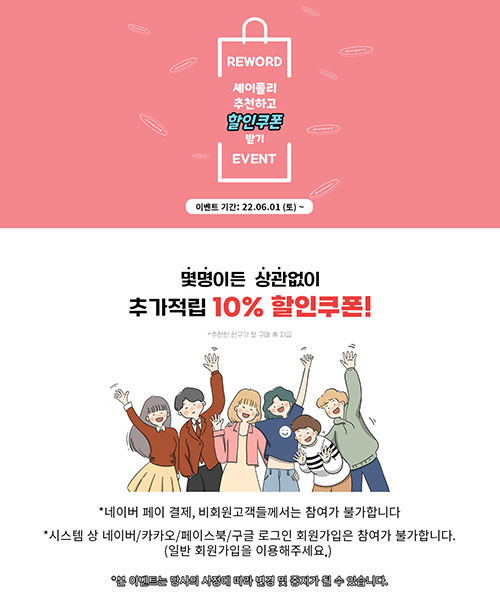 REWORD
셰이플리
추천하고
할인쿠폰
받기
EVENT
이벤트 기간: 22.06.01 (토) ~
몇명이든 상관없이
추가적립 10% 할인쿠폰!
*추천한 친구가 첫 구매 후 지급
*네이버 페이 결제, 비회원고객들께서는 참여가 불가합니다
*시스템 상 네이버/카카오/페이스북/구글 로그인 회원가입은 참여가 불가합니다.
(일반 회원가입을 이용해주세요.)
*본 이벤트는 당사의 사정에 따라 변경 및 중지가 될 수 있습니다.